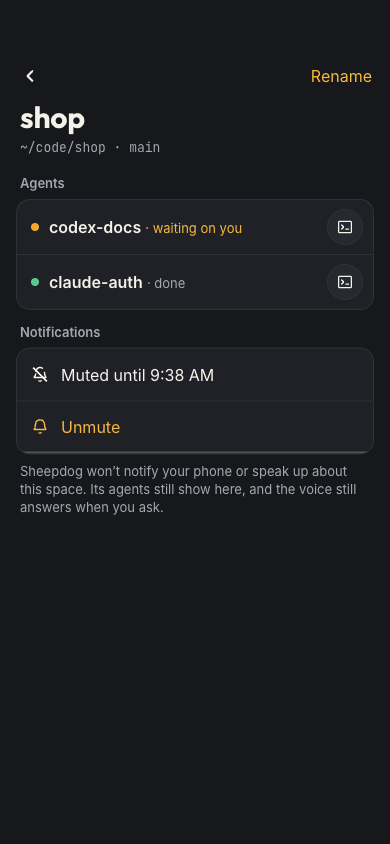 Rename
shop
~/code/shop · main
Agents
codex-docs · waiting on you
claude-auth · done
Notifications
Muted until 9:38 AM
Unmute
Sheepdog won’t notify your phone or speak up about
this space. Its agents still show here, and the voice still
answers when you ask.